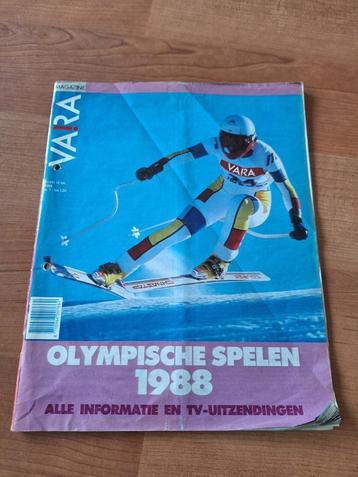 MAGAZINE
VARA
VARA
OLYMPISCHE SPELEN
1988
ALLE INFORMATIE EN TV-UITZENDINGEN